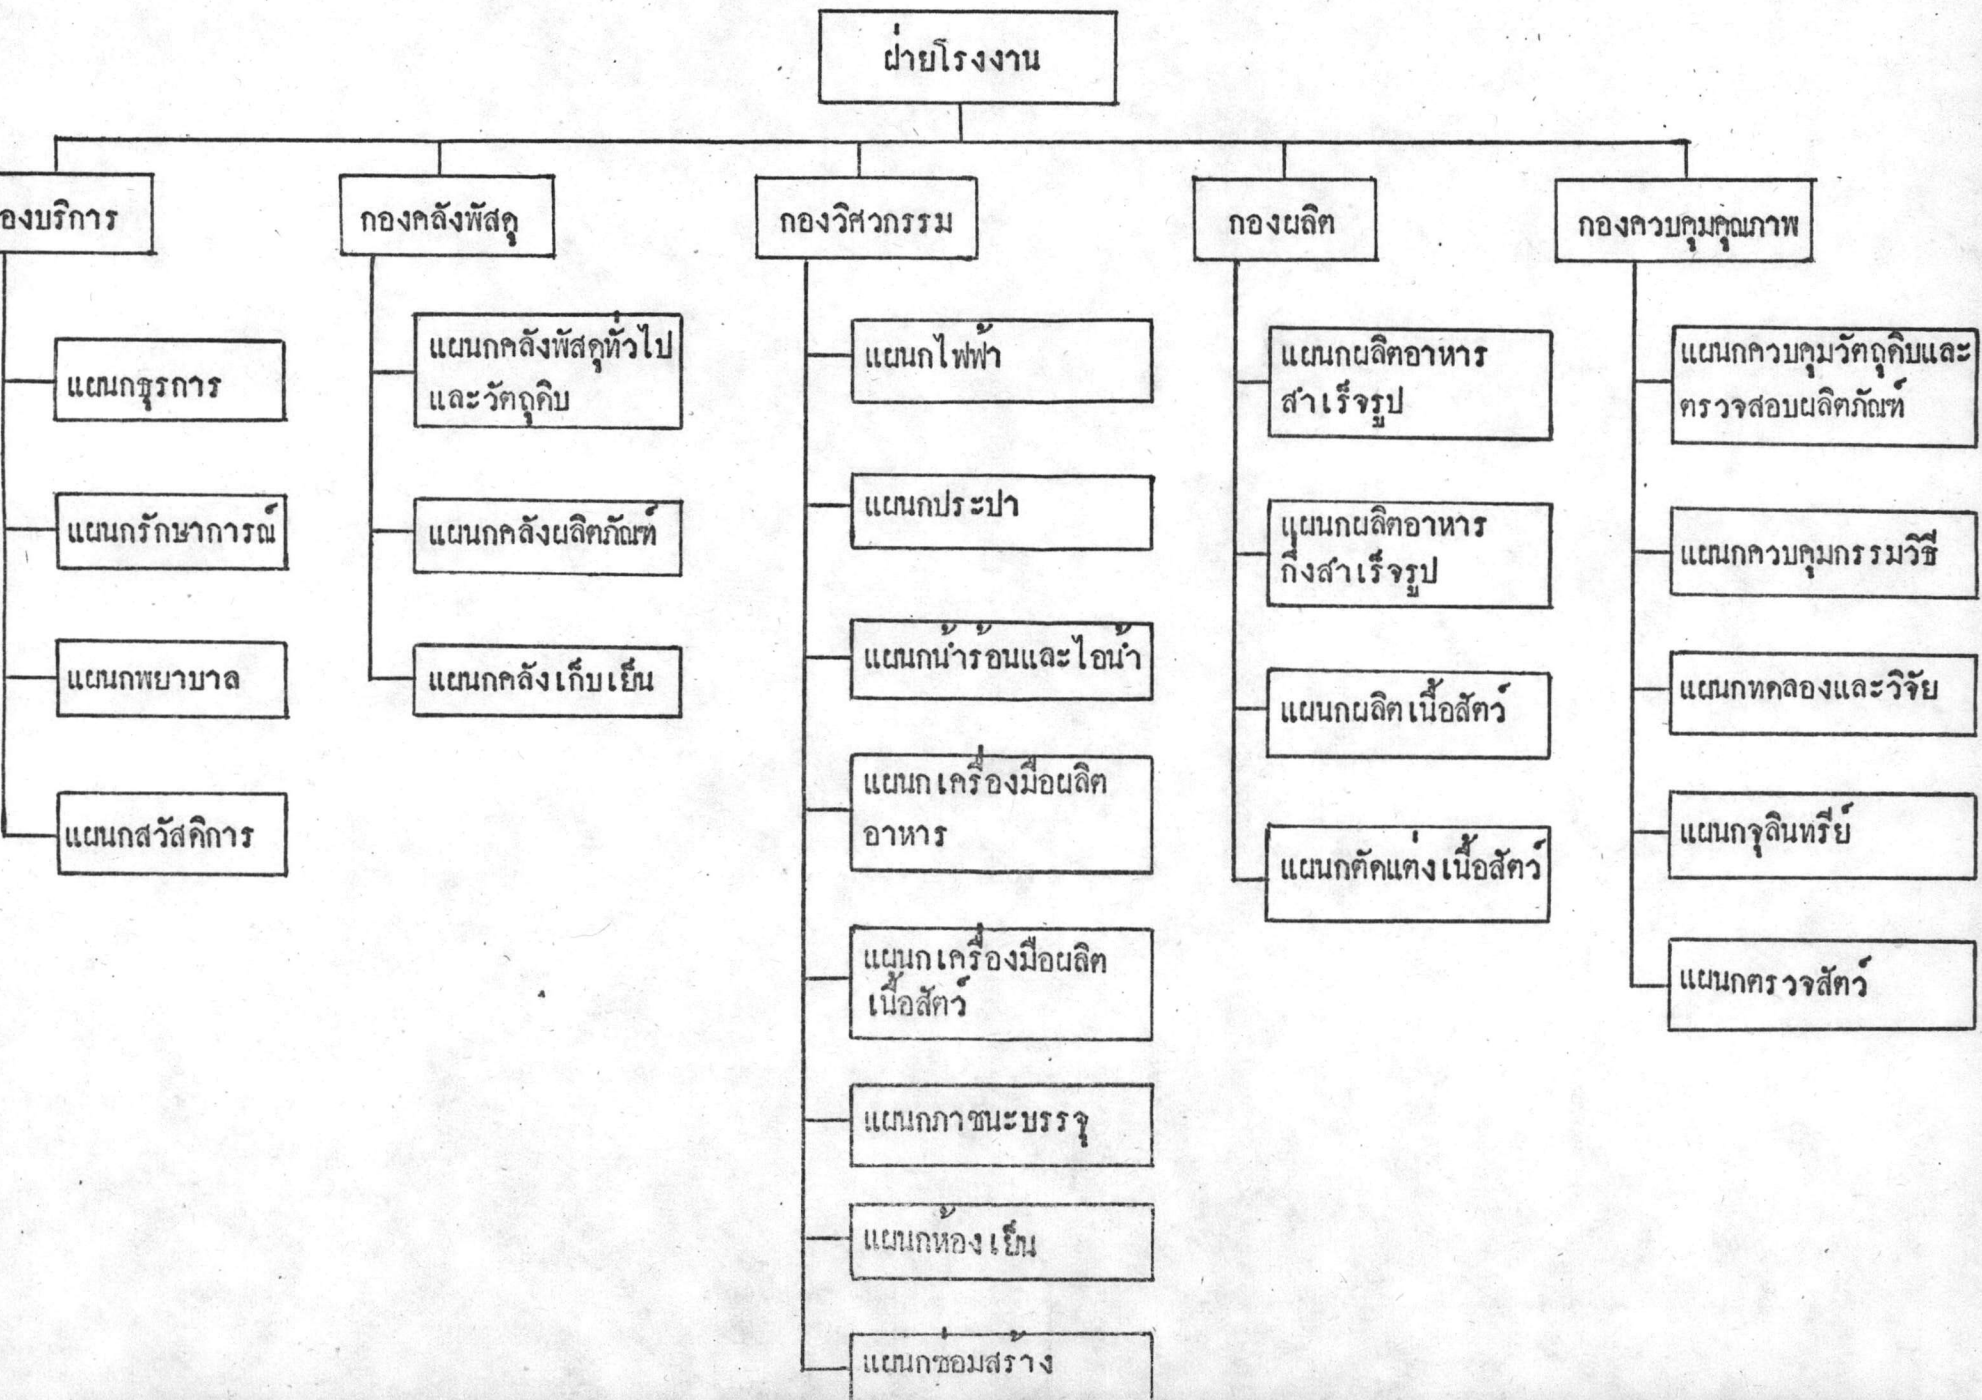 ฝ่ายโรงงาน
องบริการ
กองคลังพัสดุ
กองวิศวกรรม
กองผลิต
กองควบคุมคุณภาพ
แผนกธุรการ
แผนกรักษาการณ์
แผนกพยาบาล
แผนกสวัสดิการ
แผนกคลังพัสดุทั่วไป
และวัตถุดิบ
แผนกคลังผลิตภัณฑ์
แผนกคลังเก็บเย็น
แผนกไฟฟ้า
แผนกประปา
แผนกน้ำร้อนและไอน้ำ
แผนกเครื่องมือผลิต
อาหาร
แผนกเครื่องมือผลิต
เนื้อสัตว์
แผนกภาชนะบรรจุ
แผนกห้องเย็น
แผนกซ่อมสร้าง
แผนกผลิตอาหาร
สำเร็จรูป
แผนกผลิตอาหาร
กึ่งสำเร็จรูป
แผนกผลิตเนื้อสัตว์
แผนกตัดแต่งเนื้อสัตว์
แผนกควบคุมวัตถุดิบและ
ตรวจสอบผลิตภัณฑ์
แผนกควบคุมกรรมวิธี
แผนกทดลองและวิจัย
แผนกจุลินทรีย์
แผนกตรวจสัตว์